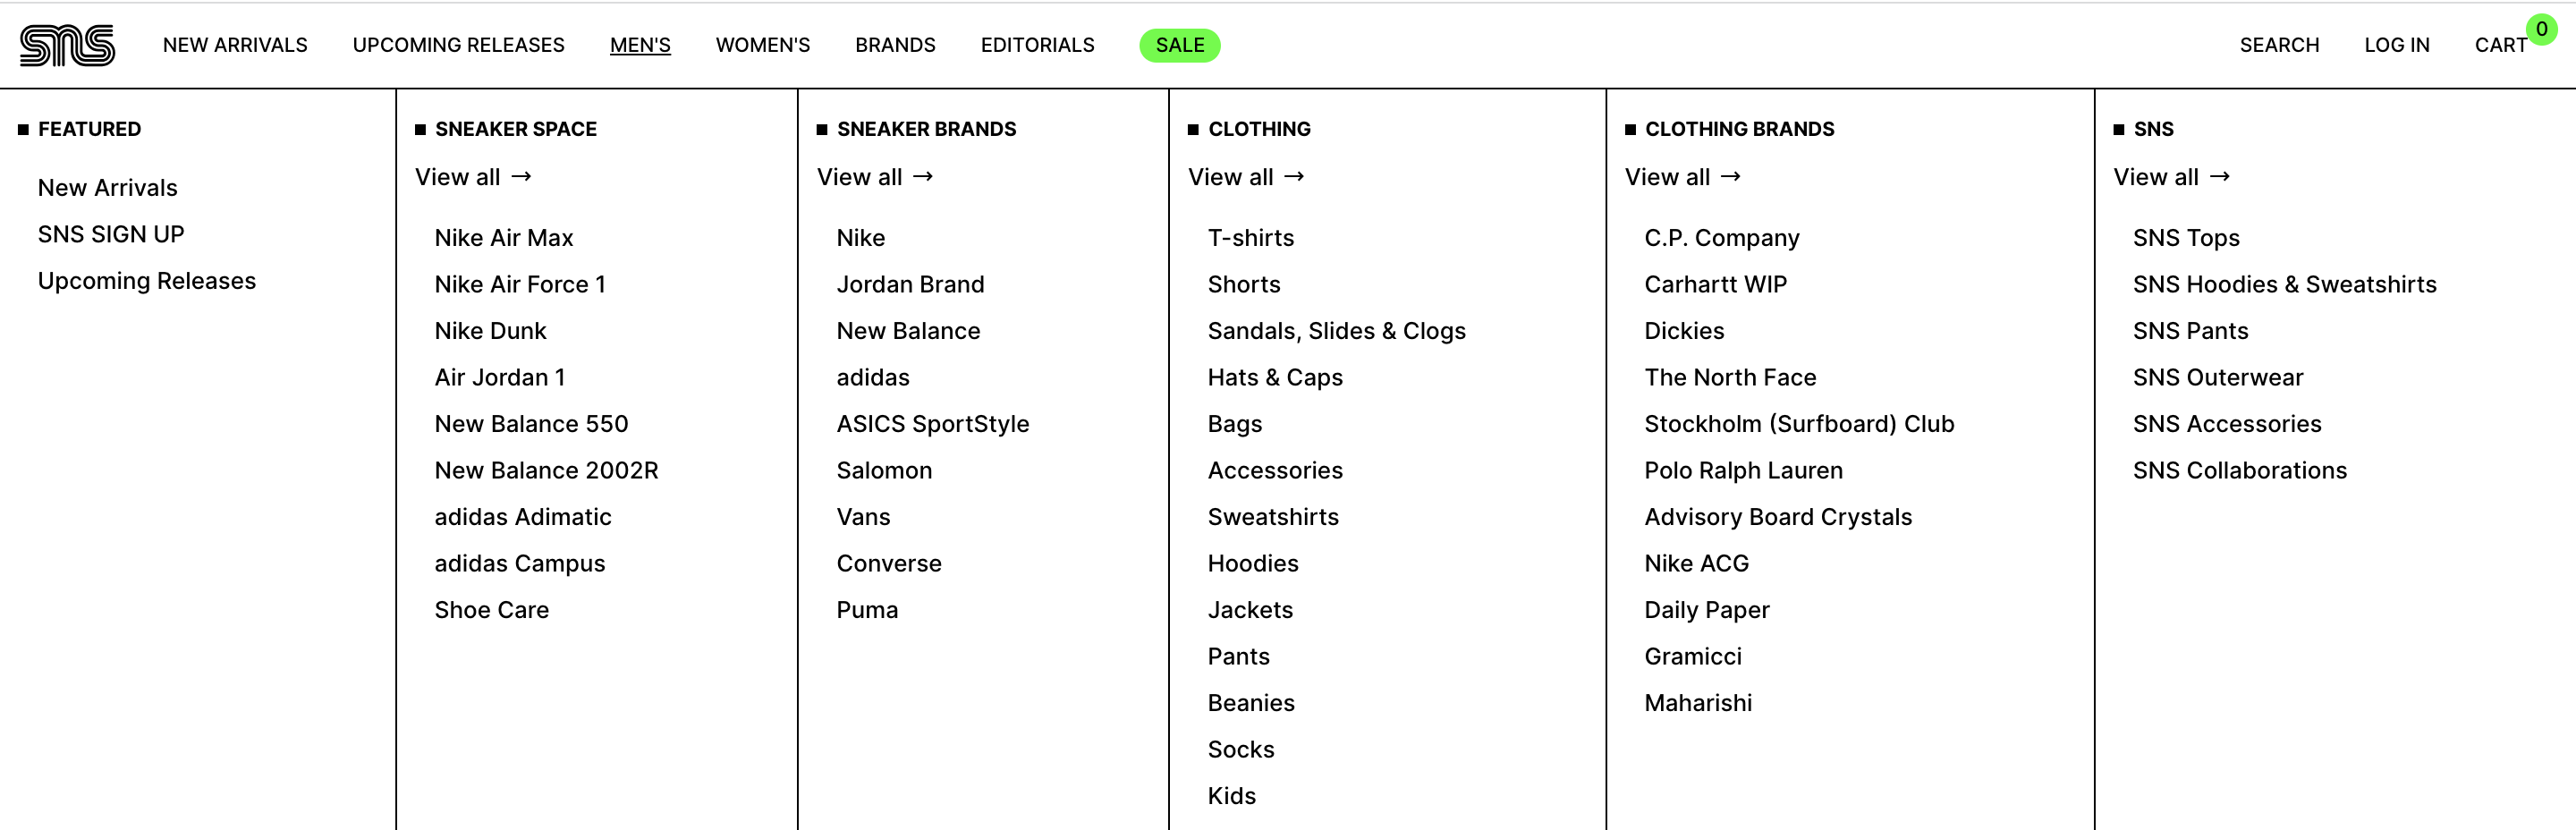 sns
NEW ARRIVALS
UPCOMING RELEASES
MEN'S
WOMEN'S
BRANDS
EDITORIALS
SALE
SEARCH
LOG IN
CART
0
FEATURED
New Arrivals
SNS SIGN UP
Upcoming Releases
SNEAKER SPACE
View all →
Nike Air Max
Nike Air Force 1
Nike Dunk
Air Jordan 1
New Balance 550
New Balance 2002R
adidas Adimatic
adidas Campus
Shoe Care
SNEAKER BRANDS
View all →
Nike
Jordan Brand
New Balance
adidas
ASICS SportStyle
Salomon
Vans
Converse
Puma
CLOTHING
View all →
T-shirts
Shorts
Sandals, Slides & Clogs
Hats & Caps
Bags
Accessories
Sweatshirts
Hoodies
Jackets
Pants
Beanies
Socks
Kids
CLOTHING BRANDS
View all →
C.P. Company
Carhartt WIP
Dickies
The North Face
Stockholm (Surfboard) Club
Polo Ralph Lauren
Advisory Board Crystals
Nike ACG
Daily Paper
Gramicci
Maharishi
SNS
View all →
SNS Tops
SNS Hoodies & Sweatshirts
SNS Pants
SNS Outerwear
SNS Accessories
SNS Collaborations